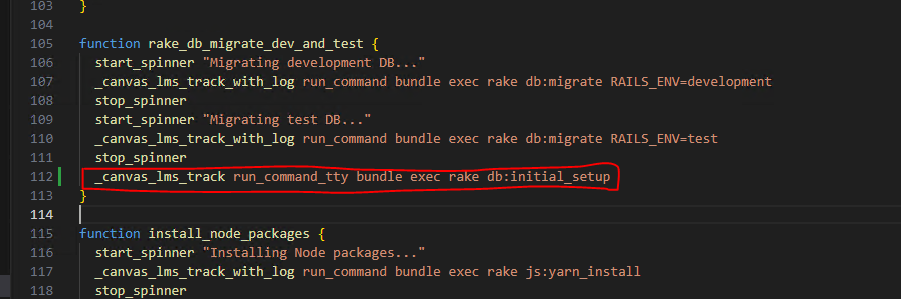 103 }
104
105 function rake_db_migrate_dev_and_test {
106 start_spinner "Migrating development DB..."
107 _canvas_lms_track_with_log run_command bundle exec rake db:migrate RAILS_ENV=development
108 stop_spinner
109 start_spinner "Migrating test DB..."
110 _canvas_lms_track_with_log run_command bundle exec rake db:migrate RAILS_ENV=test
111 stop_spinner
112 _canvas_lms_track run_command_tty bundle exec rake db:initial_setup
113 }
114
115 function install_node_packages {
116 start_spinner "Installing Node packages..."
117 _canvas_lms_track_with_log run_command bundle exec rake js:yarn_install
118 stop_spinner